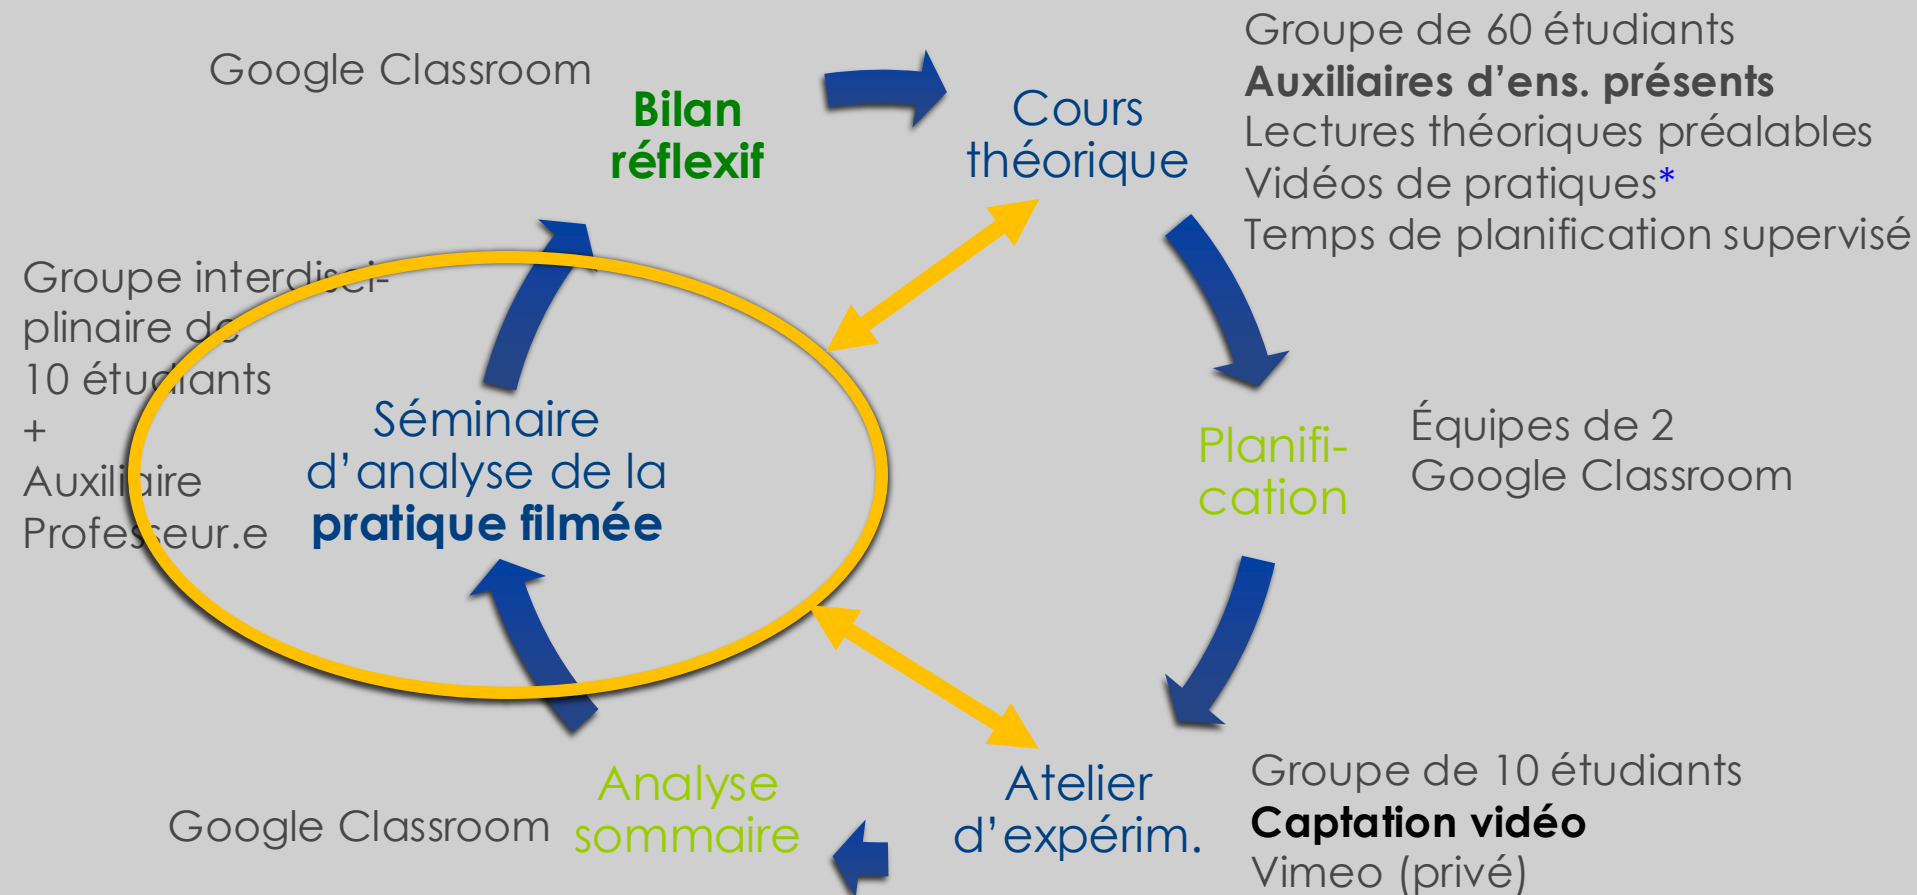 Google Classroom
Bilan
réflexif
Cours
théorique
Groupe de 60 étudiants
Auxiliaires d’ens. présents
Lectures théoriques préalables
Vidéos de pratiques*
Temps de planification supervisé
Planifi-
cation
Équipes de 2
Google Classroom
Atelier
d’expérim.
Groupe de 10 étudiants
Captation vidéo
Vimeo (privé)
Analyse
sommaire
Google Classroom
Séminaire
d’analyse de la
pratique filmée
Groupe interdisci-
plinaire de
10 étudiants
+
Auxiliaire
Professeur.e